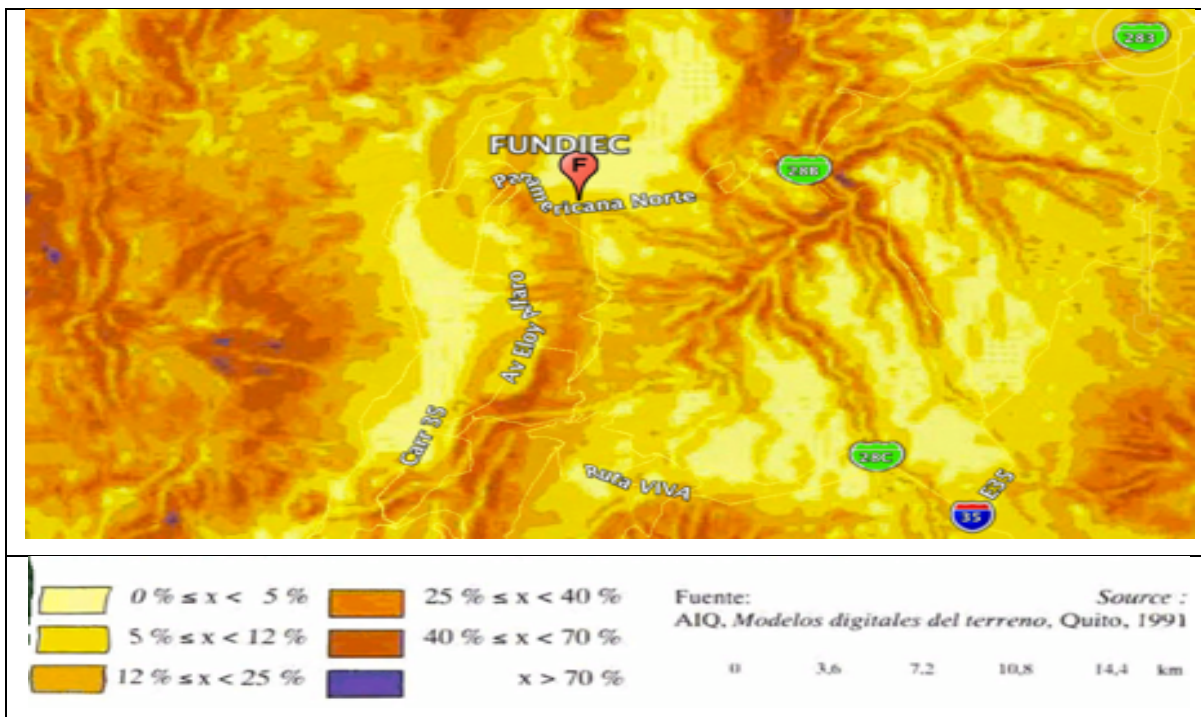 283
FUNDIEC
F
28B
Panamericana Norte
Av Eloy Alfaro
Carr 35
28C
Ruta VIVA
E35
35
0 % ≤ x < 5 %
25 % ≤ x < 40 %
Fuente:
Source :
5 % ≤ x < 12 %
40 % ≤ x < 70 %
AIQ, Modelos digitales del terreno, Quito, 1991
12 % ≤ x < 25 %
x > 70 %
0 3,6 7,2 10,8 14,4 km